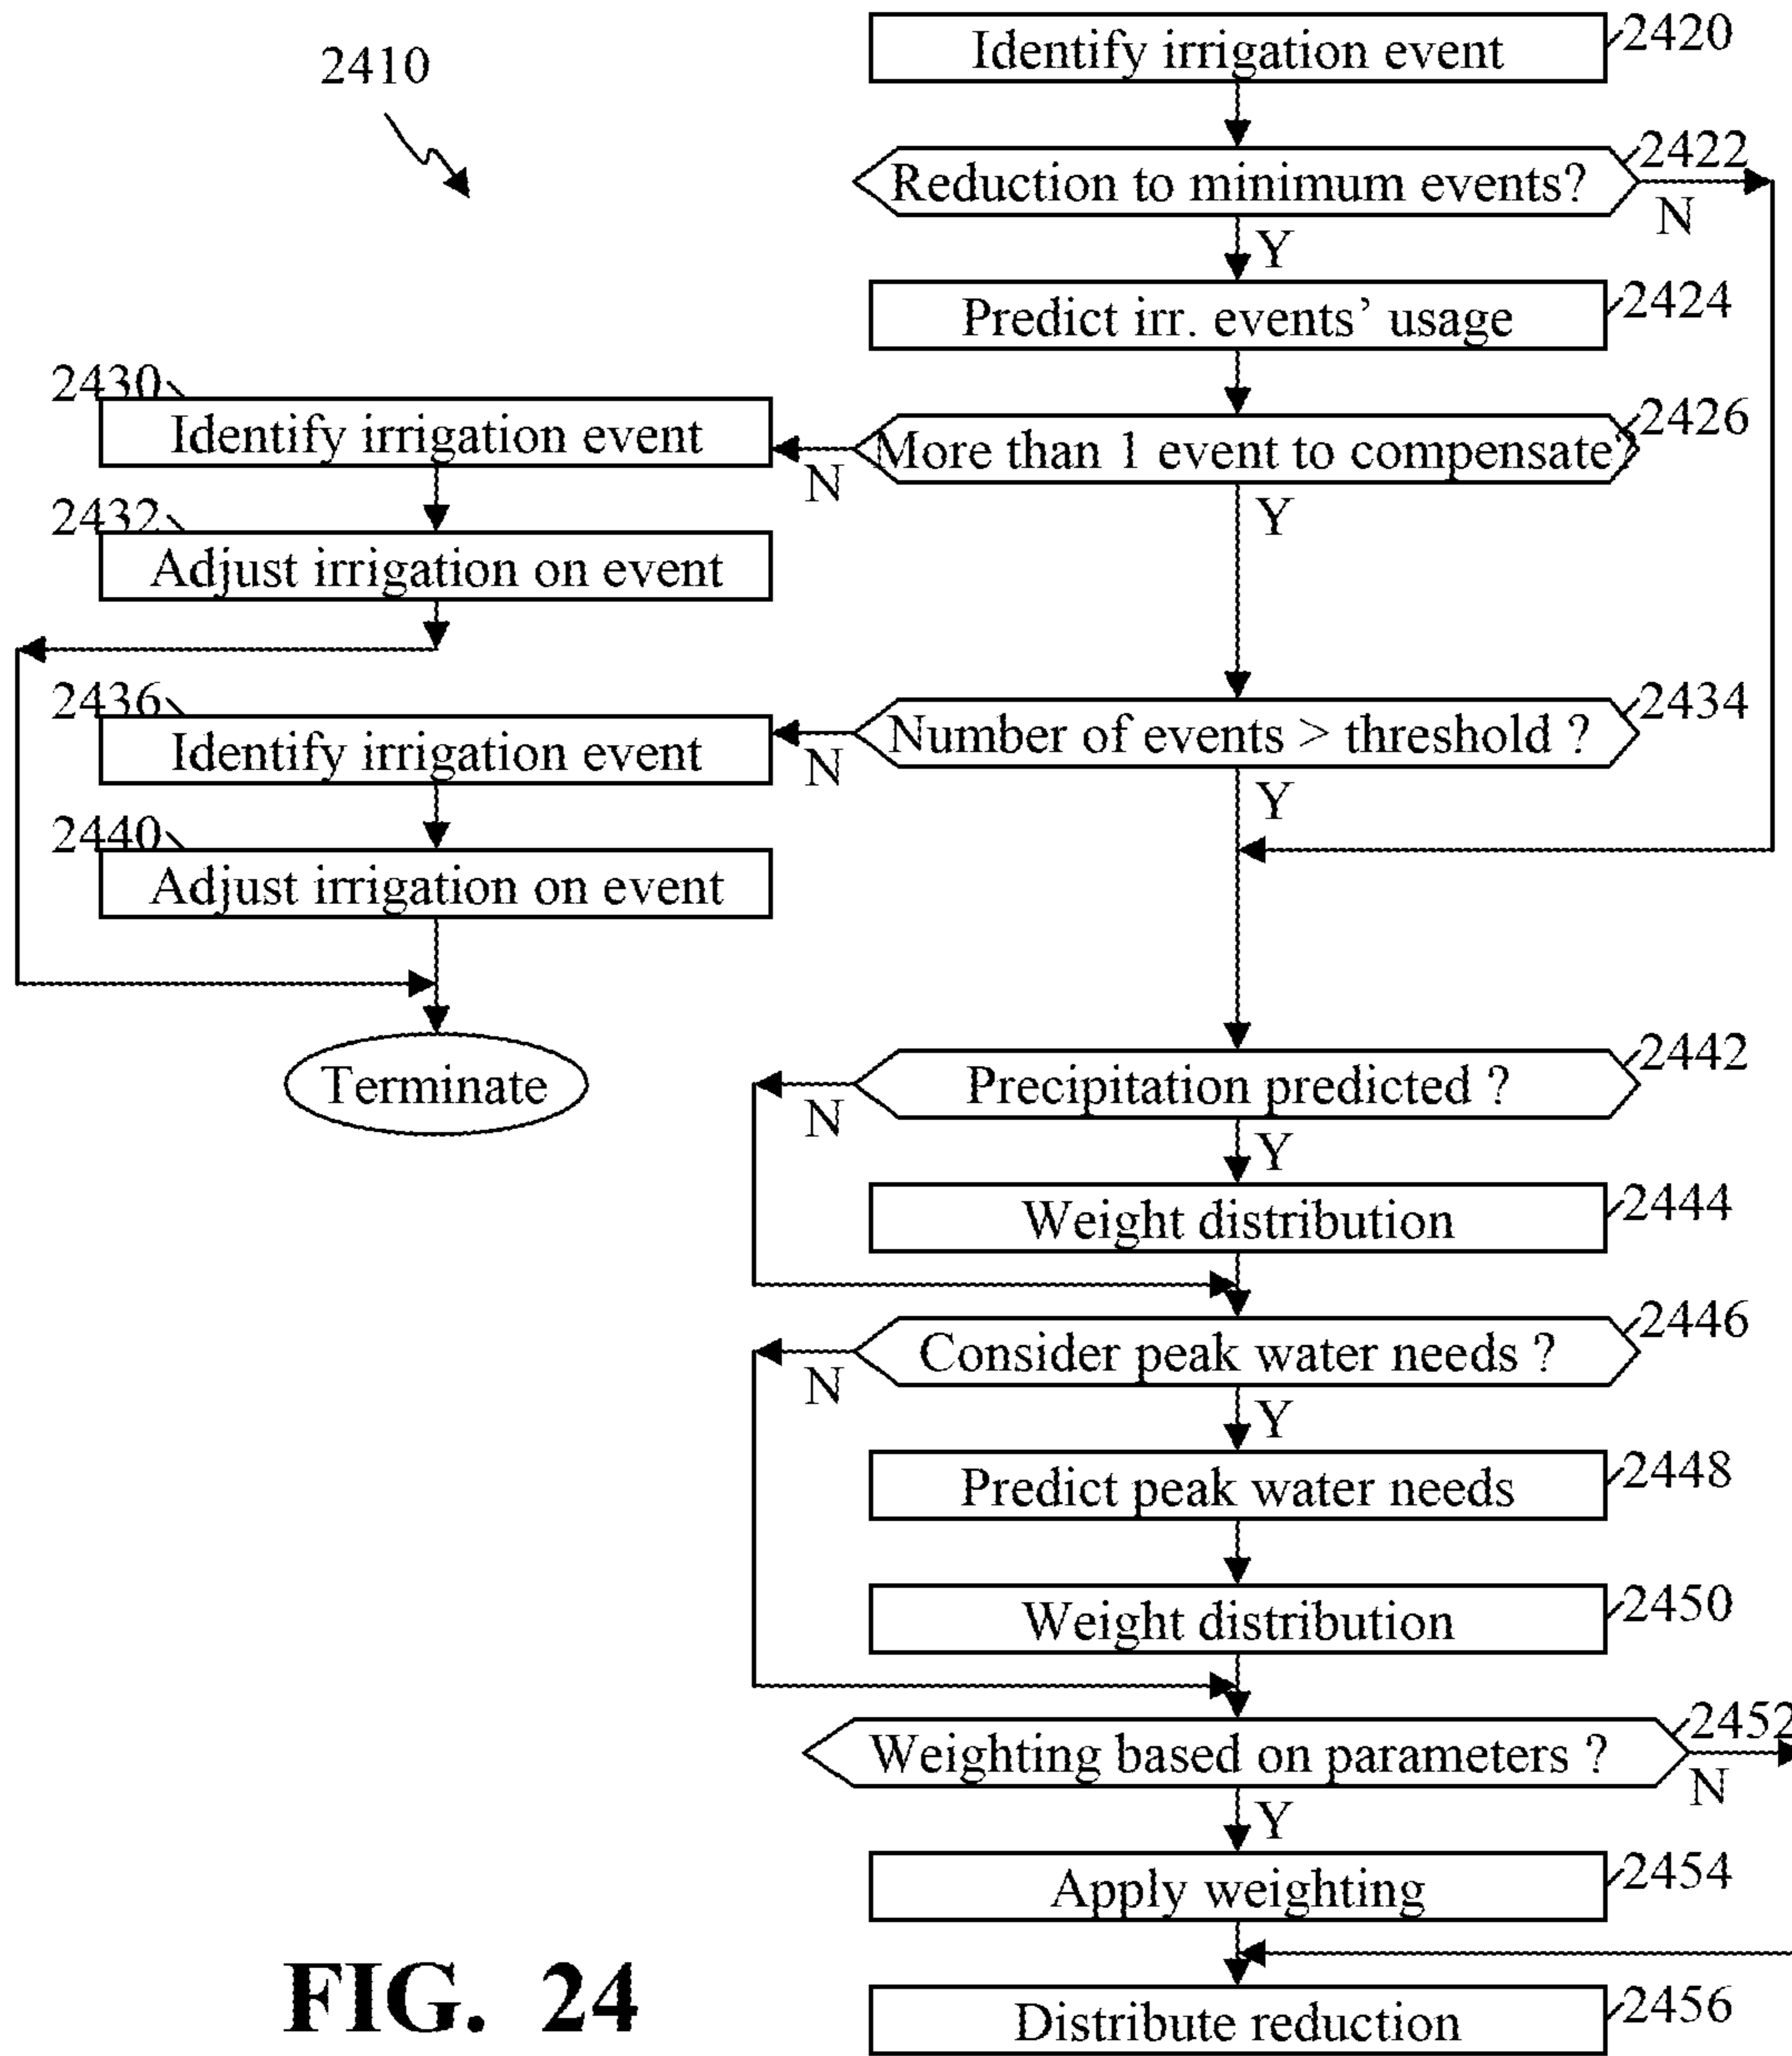 2410
Identify irrigation event
2420
Reduction to minimum events?
2422
N
Y
Predict irr. events’ usage
2424
2430
Identify irrigation event
N
More than 1 event to compensate?
2426
Y
2432
Adjust irrigation on event
2436
Identify irrigation event
N
Number of events > threshold ?
2434
Y
2440
Adjust irrigation on event
Terminate
Precipitation predicted ?
2442
N
Y
Weight distribution
2444
Consider peak water needs ?
2446
N
Y
Predict peak water needs
2448
Weight distribution
2450
Weighting based on parameters ?
2452
N
Y
Apply weighting
2454
Distribute reduction
2456
FIG. 24